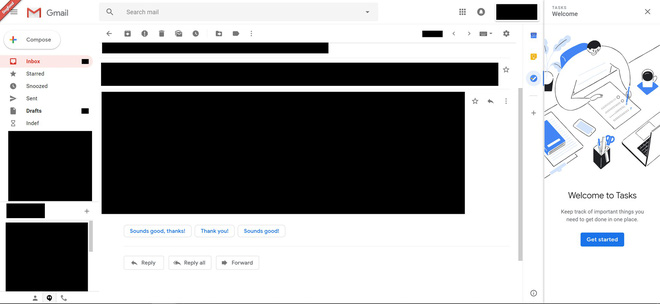 Gmail
Search mail
Compose
Inbox
Starred
Snoozed
Sent
Drafts
Indef
Sounds good, thanks!
Thank you!
Sounds good!
Reply
Reply all
Forward
TASKS
Welcome
Welcome to Tasks
Keep track of important things you
need to get done in one place.
Get started